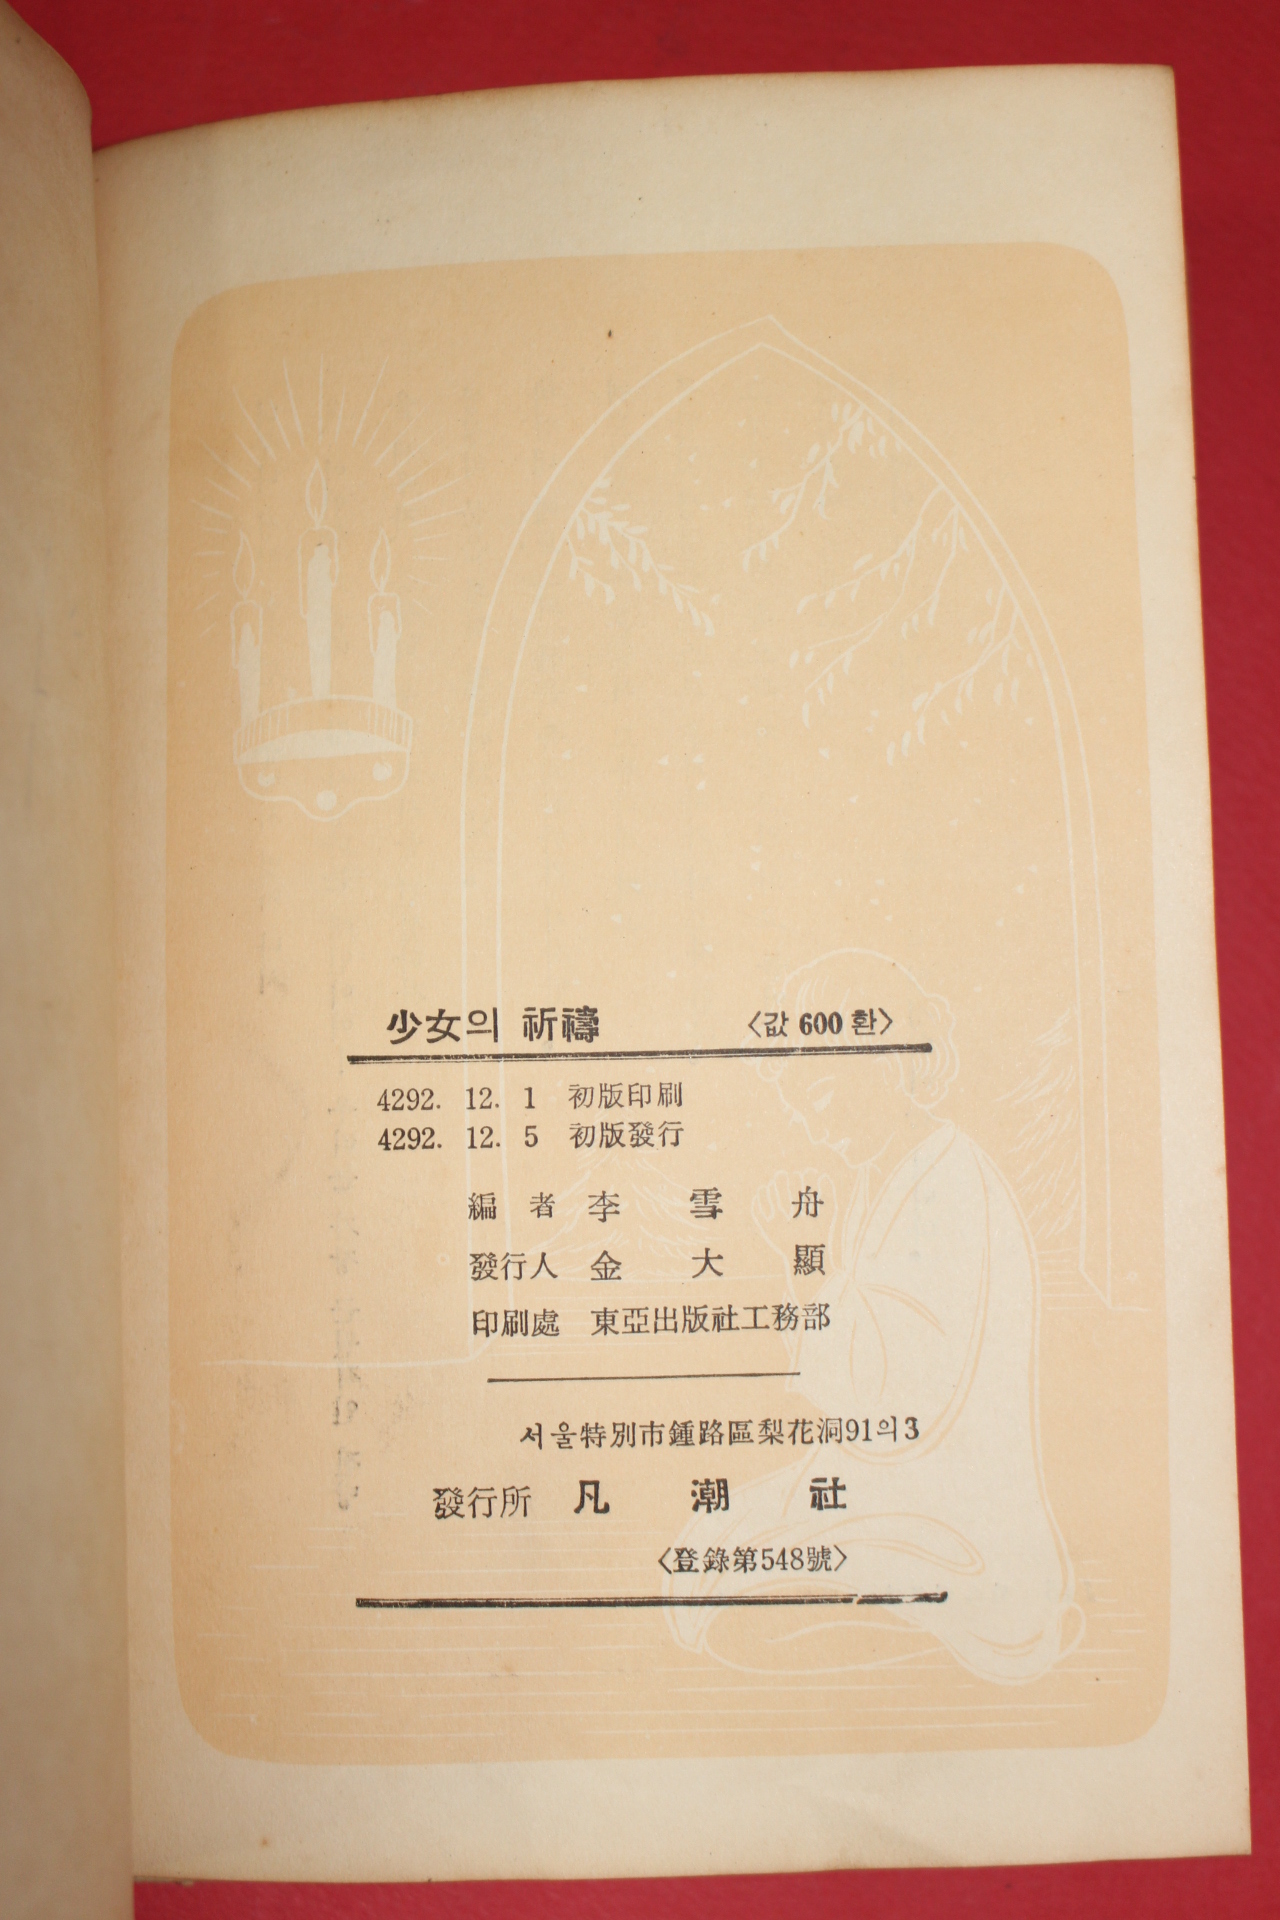 少女의 祈禱 〈값 600 환〉
4292. 12. 1 初版印刷
4292. 12. 5 初版發行
編者 李雪舟
發行人 金大顯
印刷處 東亞出版社工務部
서울特別市鍾路區梨花洞91의3
發行所 凡潮社
〈登錄第548號〉